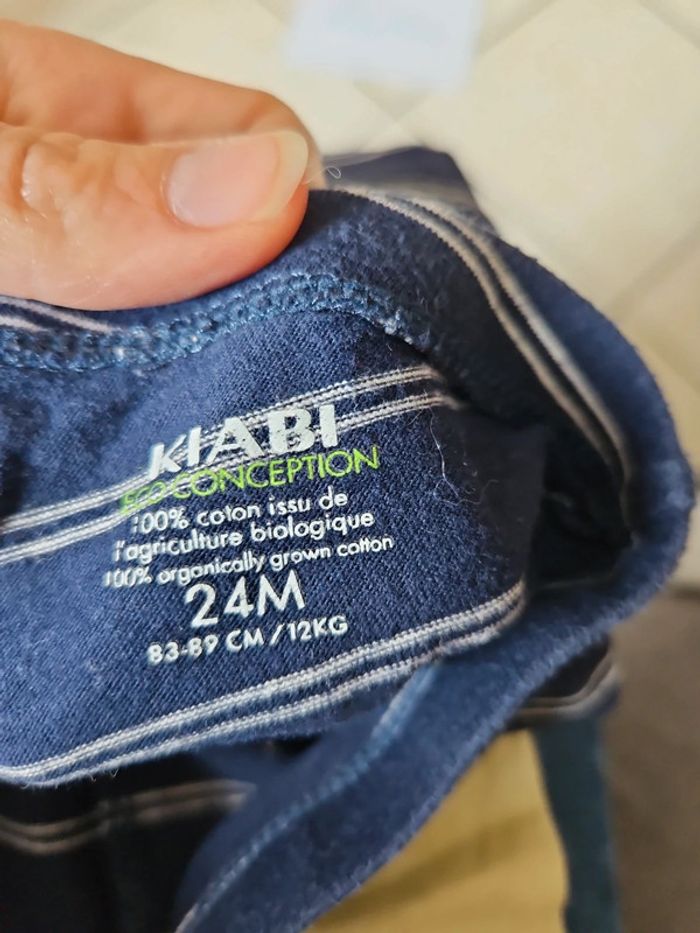 KIABI
ECO CONCEPTION
100% coton issu de
l'agriculture biologique
100% organically grown cotton
24M
83-89 CM / 12KG